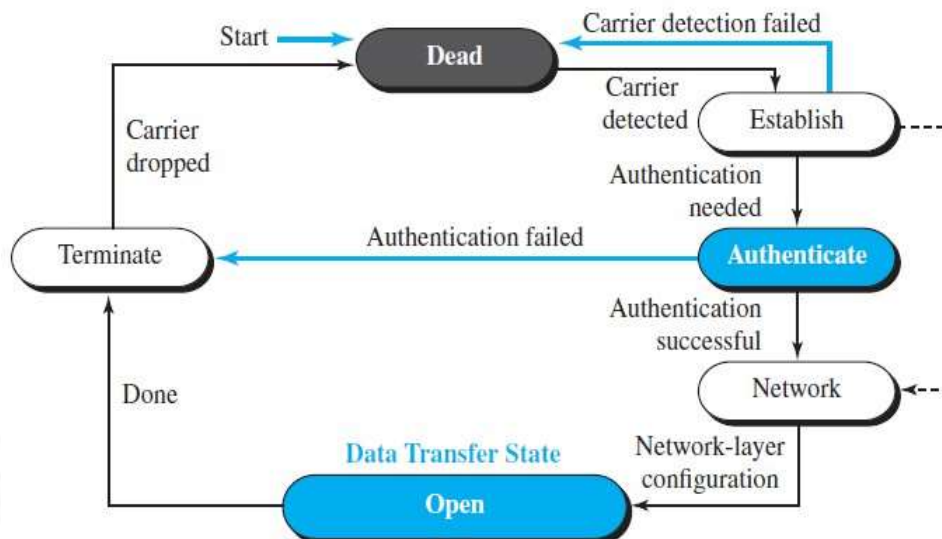 Start
Carrier detection failed
Dead
Carrier
detected
Establish
Carrier
dropped
Authentication
needed
Terminate
Authentication failed
Authenticate
Authentication
successful
Network
Done
Data Transfer State
Network-layer
configuration
Open